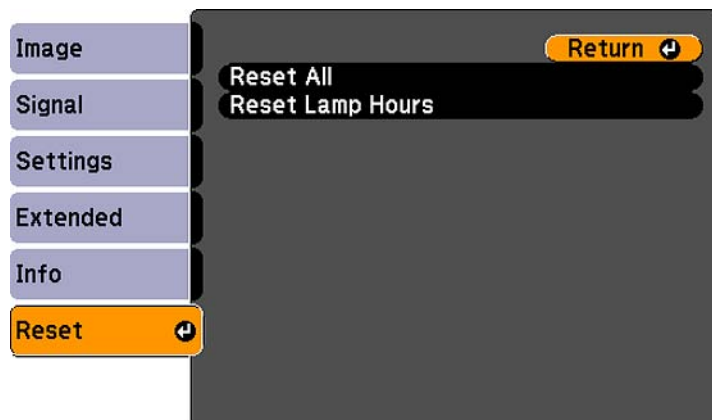 Image
Signal
Settings
Extended
Info
Reset
Return
Reset All
Reset Lamp Hours